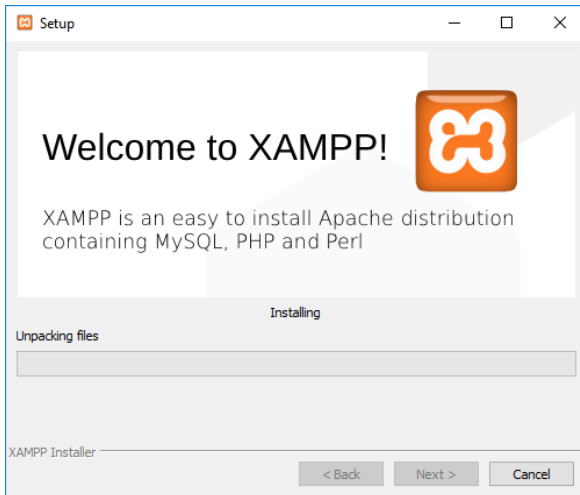 Setup
Welcome to XAMPP!
XAMPP is an easy to install Apache distribution
containing MySQL, PHP and Perl
Installing
Unpacking files
XAMPP Installer
< Back
Next >
Cancel